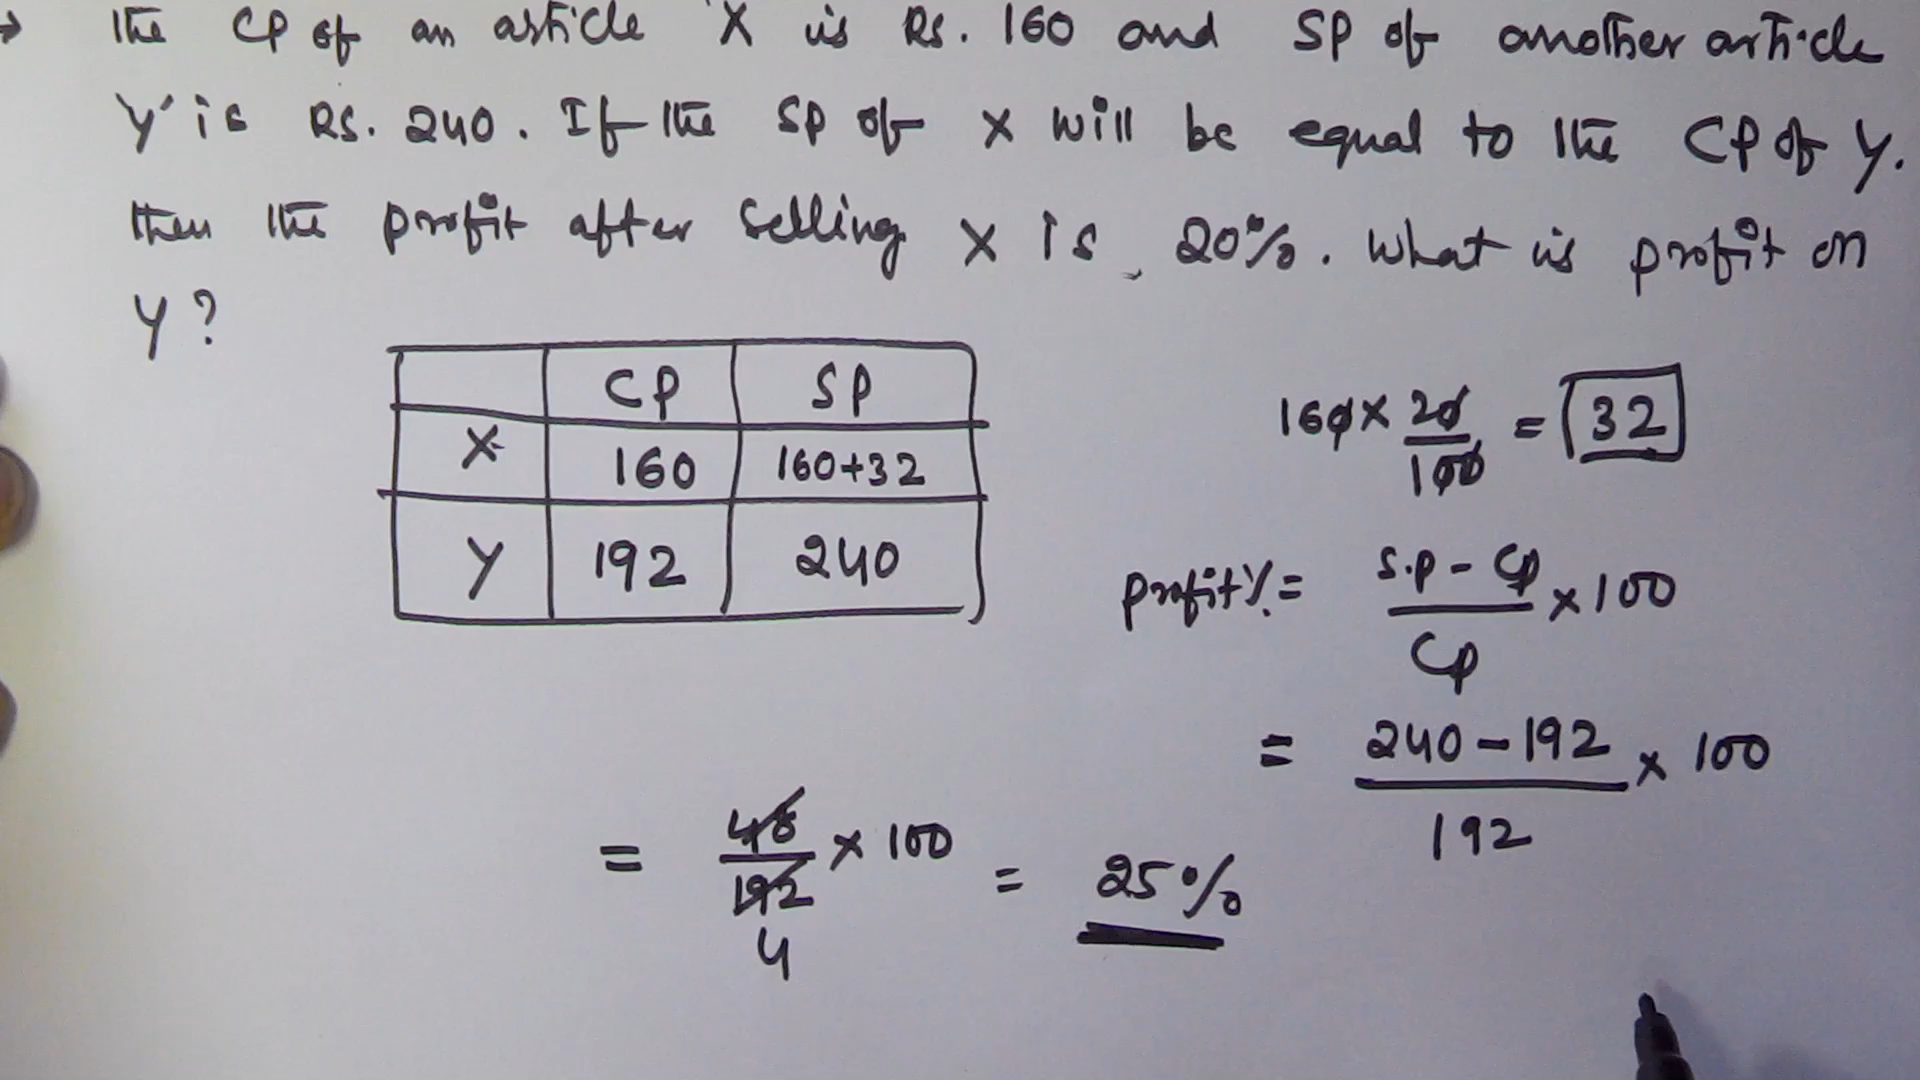 → The CP of an article 'X is Rs. 160 and SP of another article
Y' is Rs. 240. If the SP of X will be equal to the CP of Y.
then the profit after selling X is, 20%. What is profit on
Y?
CP SP
X 160 160+32
Y 192 240
160 × 20/100 = 32
profit% = S.P - CP/CP × 100
= 240 - 192/192 × 100
= 48/192 × 100 = 25%
4